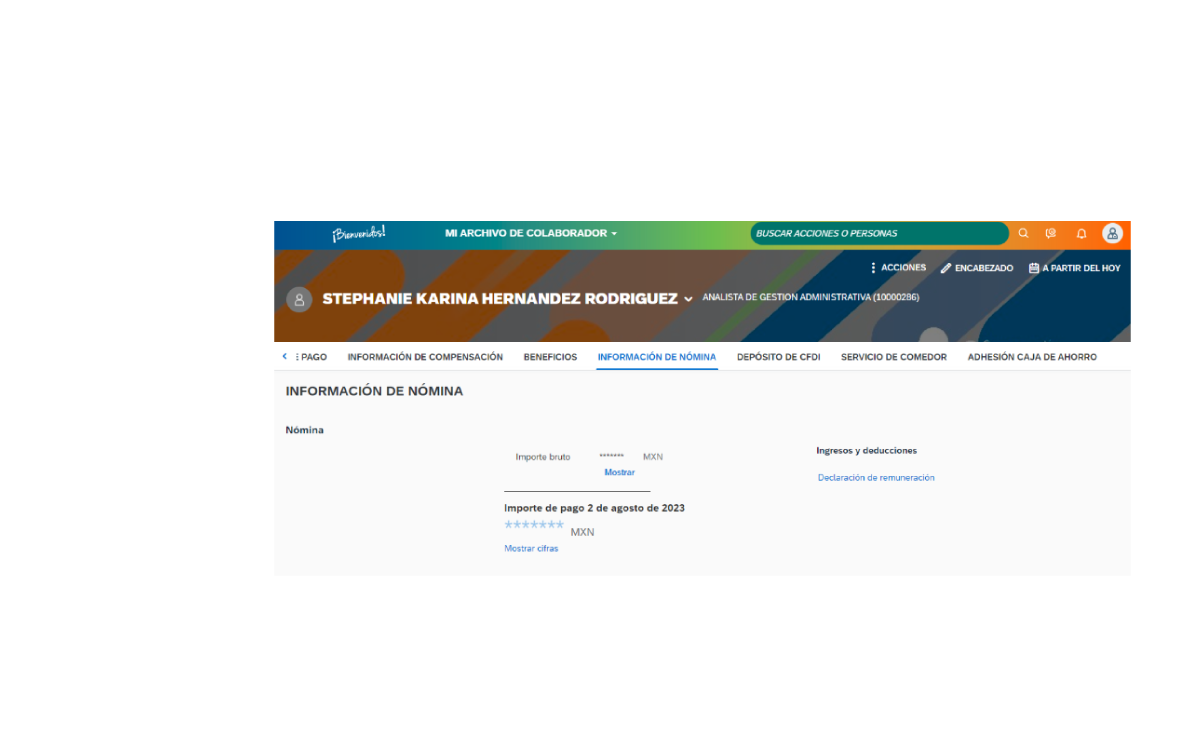 ¡Bienvenidos!
MI ARCHIVO DE COLABORADOR
BUSCAR ACCIONES O PERSONAS
ACCIONES
ENCABEZADO
A PARTIR DEL HOY
STEPHANIE KARINA HERNANDEZ RODRIGUEZ
ANALISTA DE GESTION ADMINISTRATIVA (10000286)
PAGO
INFORMACIÓN DE COMPENSACIÓN
BENEFICIOS
INFORMACIÓN DE NÓMINA
DEPÓSITO DE CFDI
SERVICIO DE COMEDOR
ADHESIÓN CAJA DE AHORRO
INFORMACIÓN DE NÓMINA
Nómina
Importe bruto ******* MXN
Mostrar
Importe de pago 2 de agosto de 2023
******* MXN
Mostrar cifras
Ingresos y deducciones
Declaración de remuneración